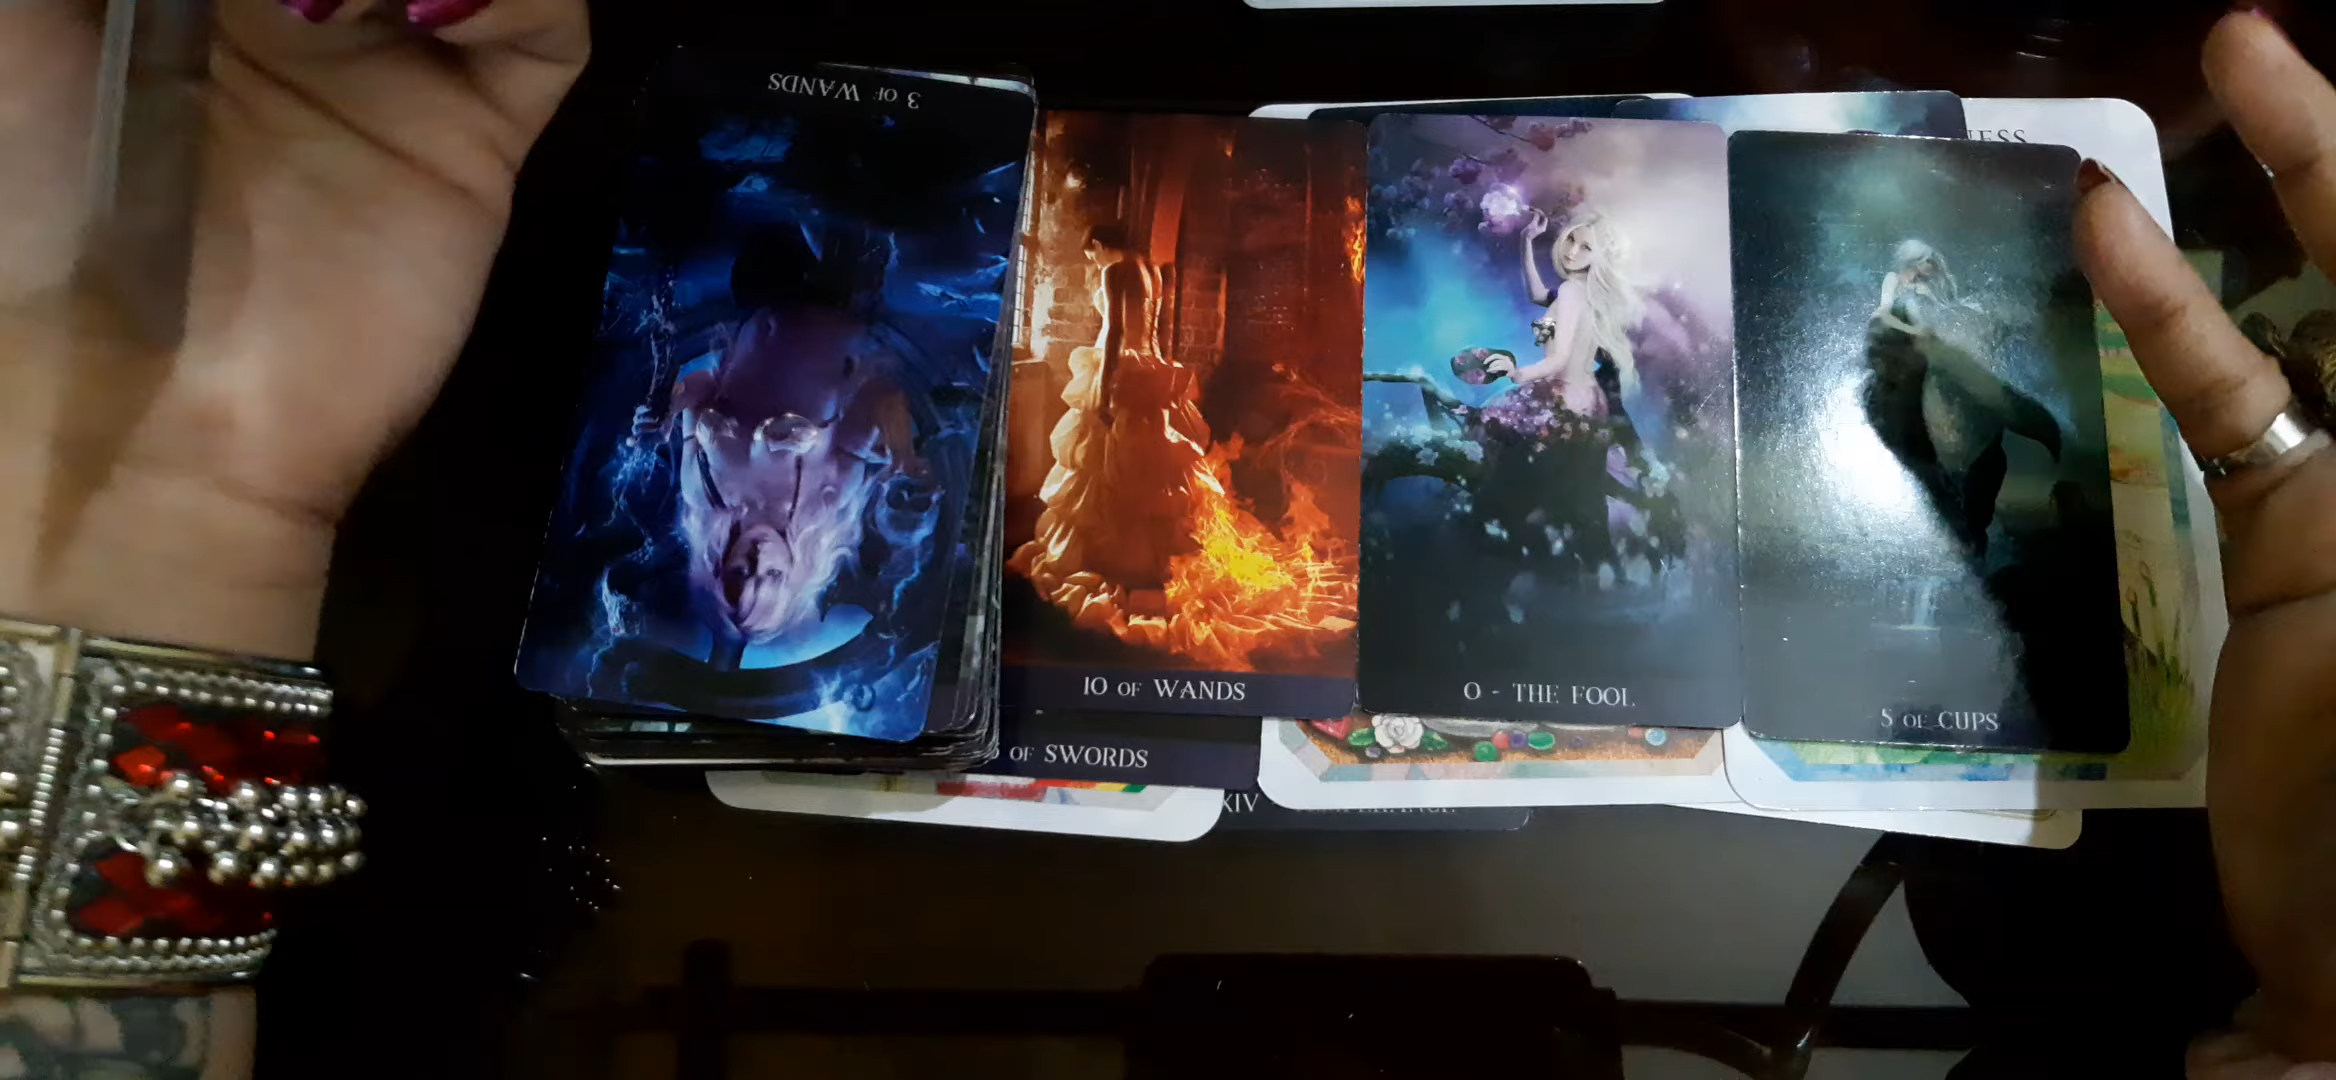 3 OF WANDS
10 OF WANDS
0 - THE FOOL
5 OF CUPS
OF SWORDS
XIV